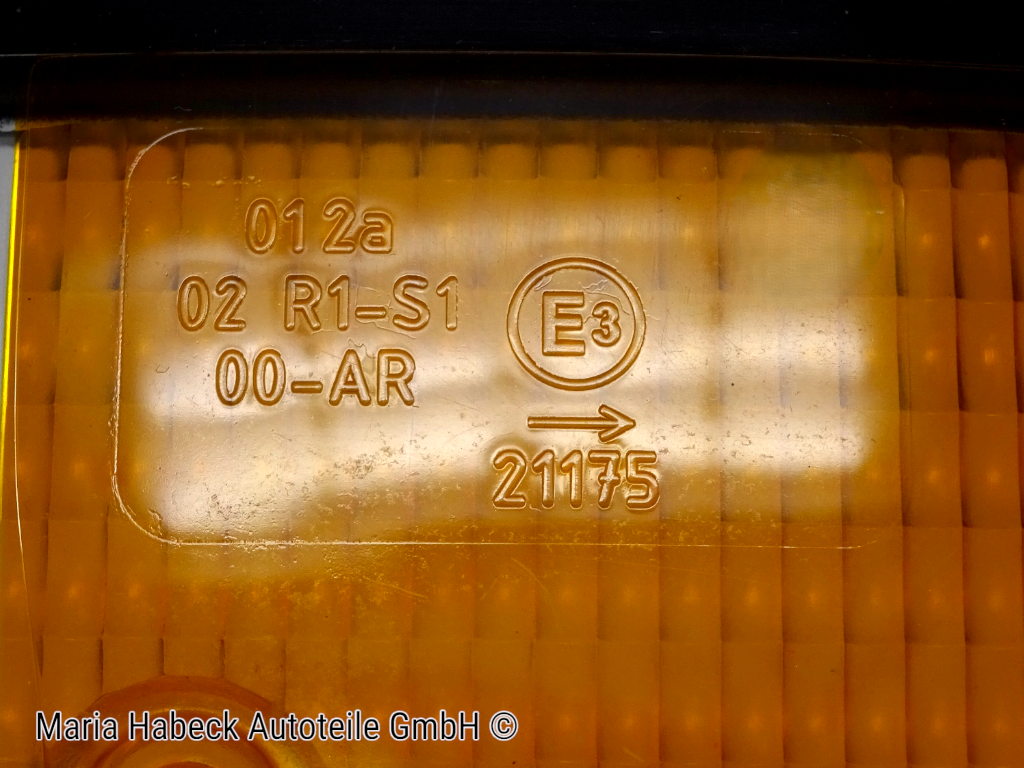 01 2a
02 R1-S1
00-AR
E3
→
21175
Maria Habeck Autoteile GmbH ©